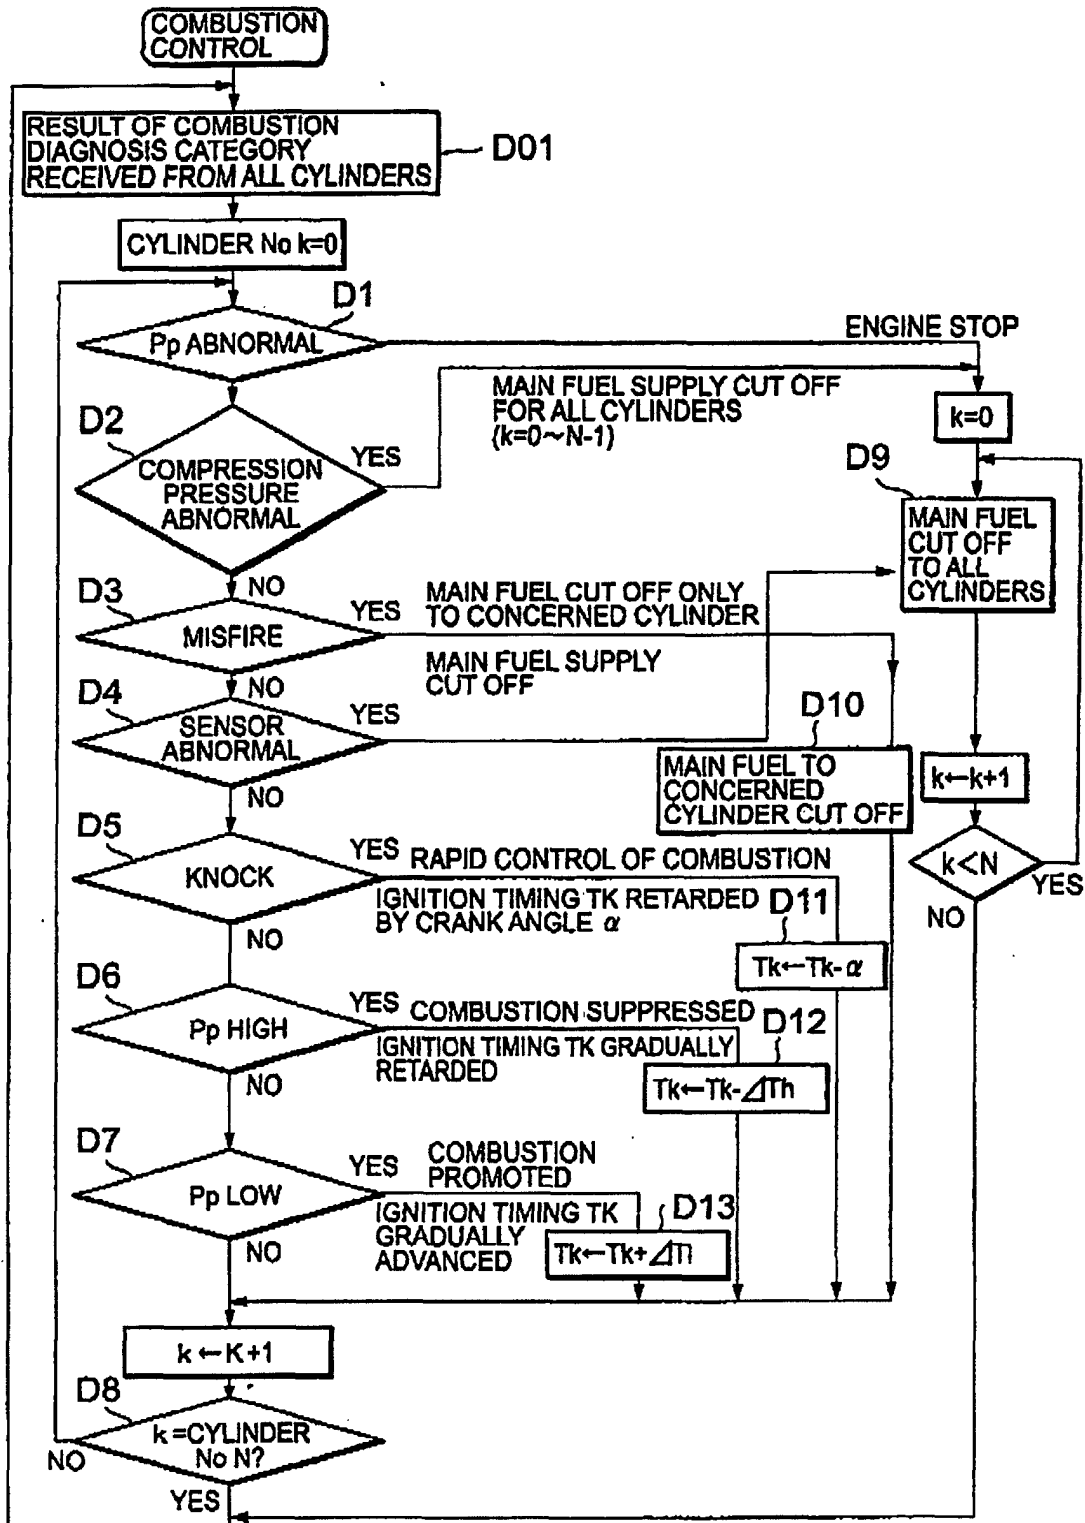 COMBUSTION
CONTROL
RESULT OF COMBUSTION
DIAGNOSIS CATEGORY
RECEIVED FROM ALL CYLINDERS
D01
CYLINDER No k=0
D1
Pp ABNORMAL
ENGINE STOP
MAIN FUEL SUPPLY CUT OFF
FOR ALL CYLINDERS
(k=0~N-1)
k=0
D2
YES
COMPRESSION
PRESSURE
ABNORMAL
D9
MAIN FUEL
CUT OFF
TO ALL
CYLINDERS
NO
D3
YES
MAIN FUEL CUT OFF ONLY
TO CONCERNED CYLINDER
MISFIRE
MAIN FUEL SUPPLY
CUT OFF
NO
D4
YES
SENSOR
ABNORMAL
D10
MAIN FUEL TO
CONCERNED
CYLINDER CUT OFF
k←k+1
NO
D5
YES
RAPID CONTROL OF COMBUSTION
k<N
YES
KNOCK
IGNITION TIMING TK RETARDED
BY CRANK ANGLE α
D11
NO
NO
Tk←Tk-α
D6
YES
COMBUSTION SUPPRESSED
D12
Pp HIGH
IGNITION TIMING TK GRADUALLY
RETARDED
NO
Tk←Tk-⊿Th
D7
YES
COMBUSTION
PROMOTED
Pp LOW
IGNITION TIMING TK
GRADUALLY
ADVANCED
D13
NO
Tk←Tk+⊿Tl
k←K+1
D8
k=CYLINDER
No N?
NO
YES